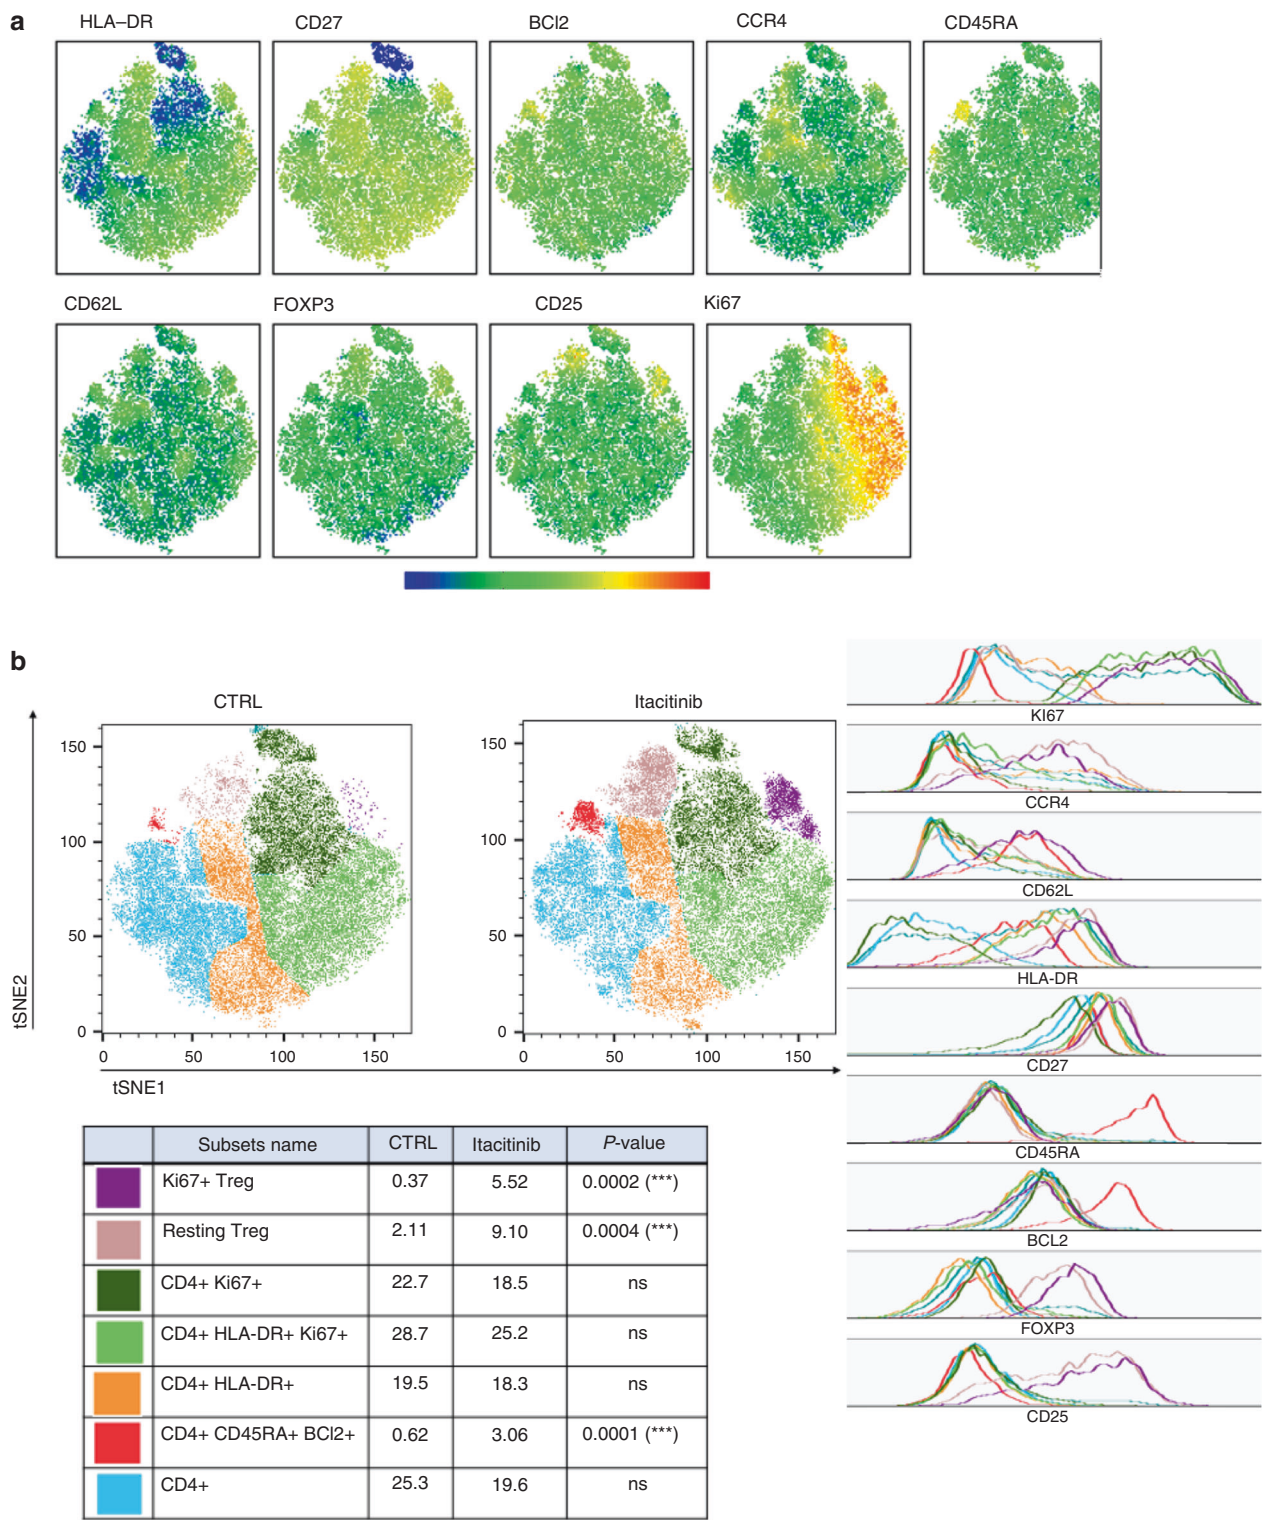 a
HLA–DR CD27 BCl2 CCR4 CD45RA
CD62L FOXP3 CD25 Ki67
b
CTRL Itacitinib
150 150
100 100
50 50
0 0
0 50 100 150 0 50 100 150
tSNE2
tSNE1
KI67
CCR4
CD62L
HLA-DR
CD27
CD45RA
BCL2
FOXP3
CD25
Subsets name CTRL Itacitinib P-value
Ki67+ Treg 0.37 5.52 0.0002 (***)
Resting Treg 2.11 9.10 0.0004 (***)
CD4+ Ki67+ 22.7 18.5 ns
CD4+ HLA-DR+ Ki67+ 28.7 25.2 ns
CD4+ HLA-DR+ 19.5 18.3 ns
CD4+ CD45RA+ BCl2+ 0.62 3.06 0.0001 (***)
CD4+ 25.3 19.6 ns